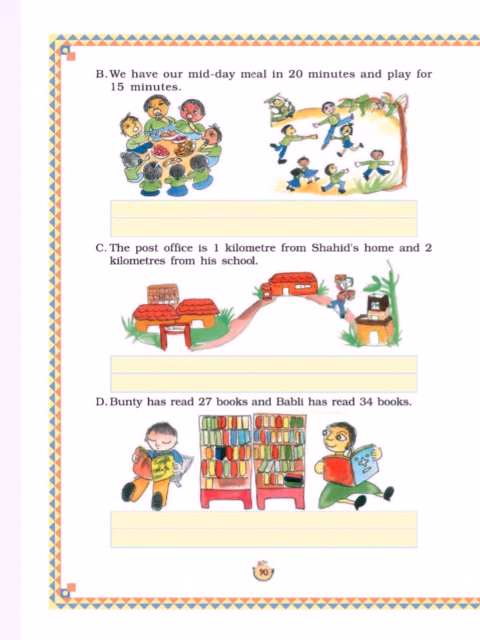 B. We have our mid-day meal in 20 minutes and play for
15 minutes.
C. The post office is 1 kilometre from Shahid's home and 2
kilometres from his school.
D. Bunty has read 27 books and Babli has read 34 books.
90